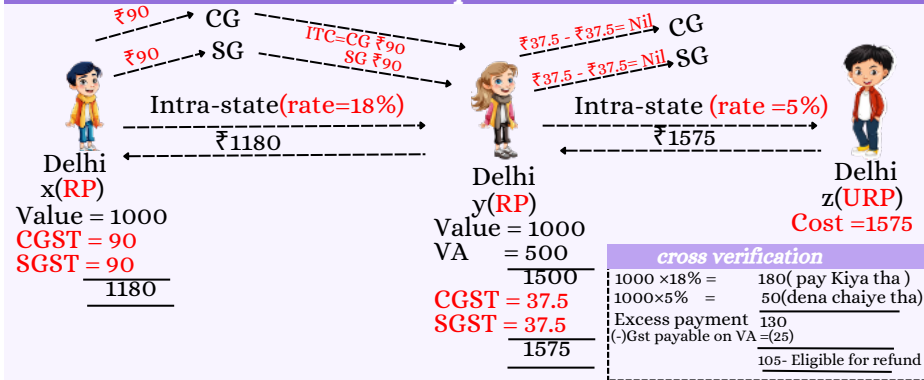 ₹90
CG
₹90
SG
ITC=CG ₹90
SG ₹90
₹37.5 - ₹37.5= Nil
CG
₹37.5 - ₹37.5= Nil
SG
Intra-state(rate=18%)
₹1180
Intra-state (rate =5%)
₹1575
Delhi
x(RP)
Value = 1000
CGST = 90
SGST = 90
1180
Delhi
y(RP)
Value = 1000
VA = 500
1500
CGST = 37.5
SGST = 37.5
1575
Delhi
z(URP)
Cost =1575
cross verification
1000 ×18% = 180( pay Kiya tha )
1000×5% = 50(dena chaiye tha)
Excess payment 130
(-)Gst payable on VA =(25)
105- Eligible for refund